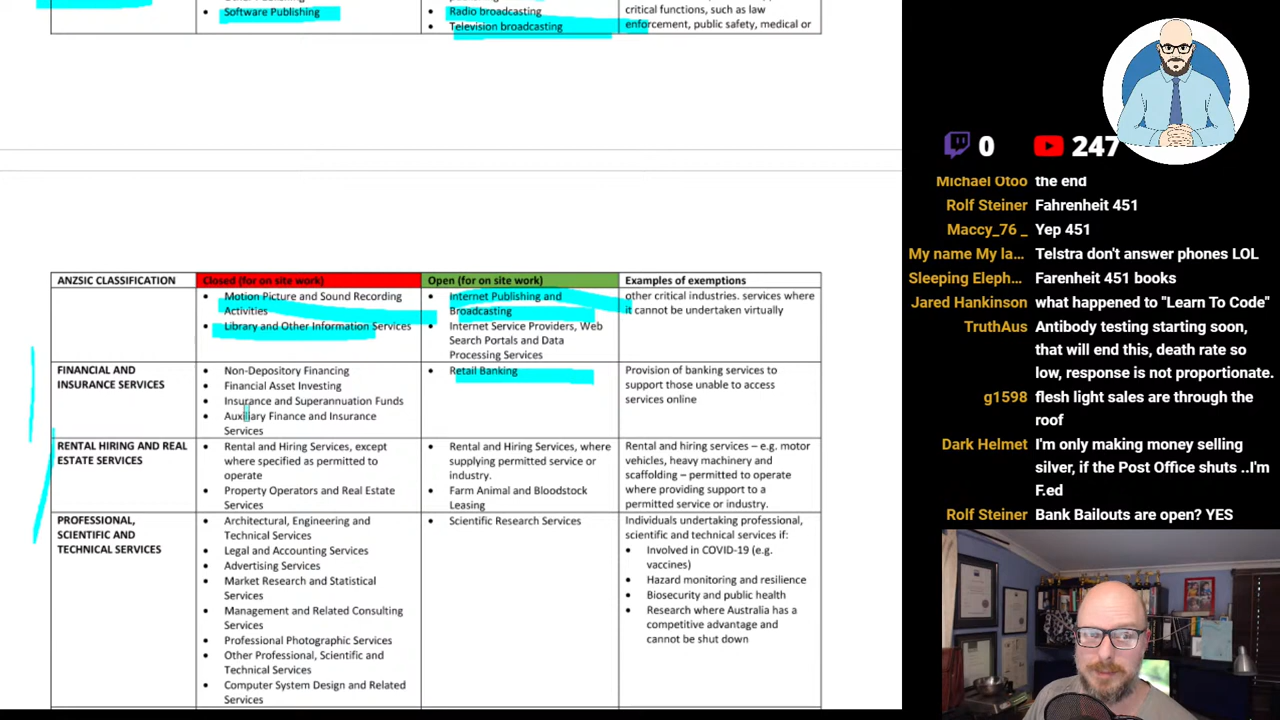 Software Publishing
Radio broadcasting
Television broadcasting
critical functions, such as law
enforcement, public safety, medical or
ANZSIC CLASSIFICATION
Closed (for on site work)
Open (for on site work)
Examples of exemptions
• Motion Picture and Sound Recording
Activities
• Library and Other Information Services
• Internet Publishing and
Broadcasting
• Internet Service Providers, Web
Search Portals and Data
Processing Services
other critical industries. services where
it cannot be undertaken virtually
FINANCIAL AND
INSURANCE SERVICES
• Non-Depository Financing
• Financial Asset Investing
• Insurance and Superannuation Funds
• Auxiliary Finance and Insurance
Services
• Retail Banking
Provision of banking services to
support those unable to access
services online
RENTAL HIRING AND REAL
ESTATE SERVICES
• Rental and Hiring Services, except
where specified as permitted to
operate
• Property Operators and Real Estate
Services
• Rental and Hiring Services, where
supplying permitted service or
industry.
• Farm Animal and Bloodstock
Leasing
Rental and hiring services – e.g. motor
vehicles, heavy machinery and
scaffolding – permitted to operate
where providing support to a
permitted service or industry.
PROFESSIONAL,
SCIENTIFIC AND
TECHNICAL SERVICES
• Architectural, Engineering and
Technical Services
• Legal and Accounting Services
• Advertising Services
• Market Research and Statistical
Services
• Management and Related Consulting
Services
• Professional Photographic Services
• Other Professional, Scientific and
Technical Services
• Computer System Design and Related
Services
• Scientific Research Services
Individuals undertaking professional,
scientific and technical services if:
• Involved in COVID-19 (e.g.
vaccines)
• Hazard monitoring and resilience
• Biosecurity and public health
• Research where Australia has a
competitive advantage and
cannot be shut down
0 247
Michael Otoo the end
Rolf Steiner Fahrenheit 451
Maccy_76 _ Yep 451
My name My la... Telstra don't answer phones LOL
Sleeping Eleph... Farenheit 451 books
Jared Hankinson what happened to "Learn To Code"
TruthAus Antibody testing starting soon,
that will end this, death rate so
low, response is not proportionate.
g1598 flesh light sales are through the
roof
Dark Helmet I'm only making money selling
silver, if the Post Office shuts ..I'm
F.ed
Rolf Steiner Bank Bailouts are open? YES